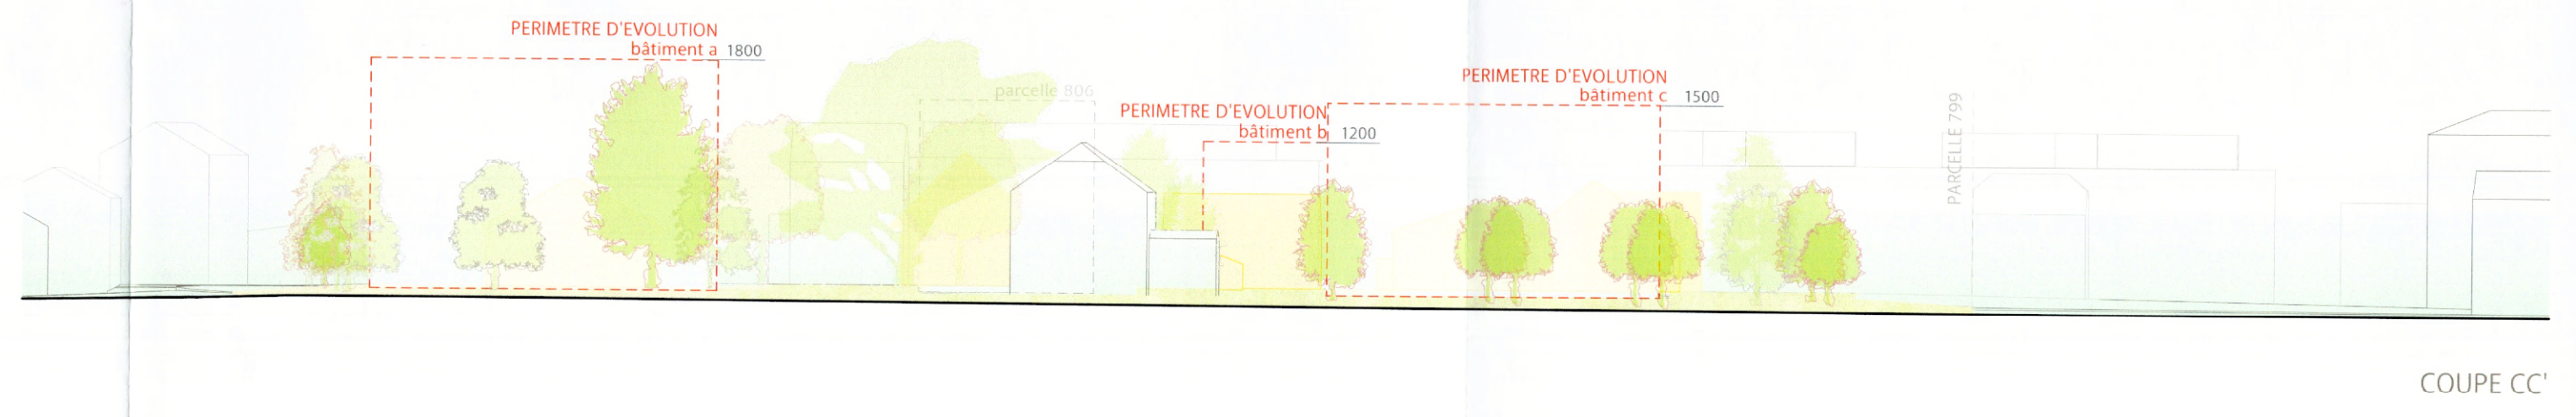 PERIMETRE D'EVOLUTION
bâtiment a 1800
parcelle 806
PERIMETRE D'EVOLUTION
bâtiment b 1200
PERIMETRE D'EVOLUTION
bâtiment c 1500
PARCELLE 799
COUPE CC'